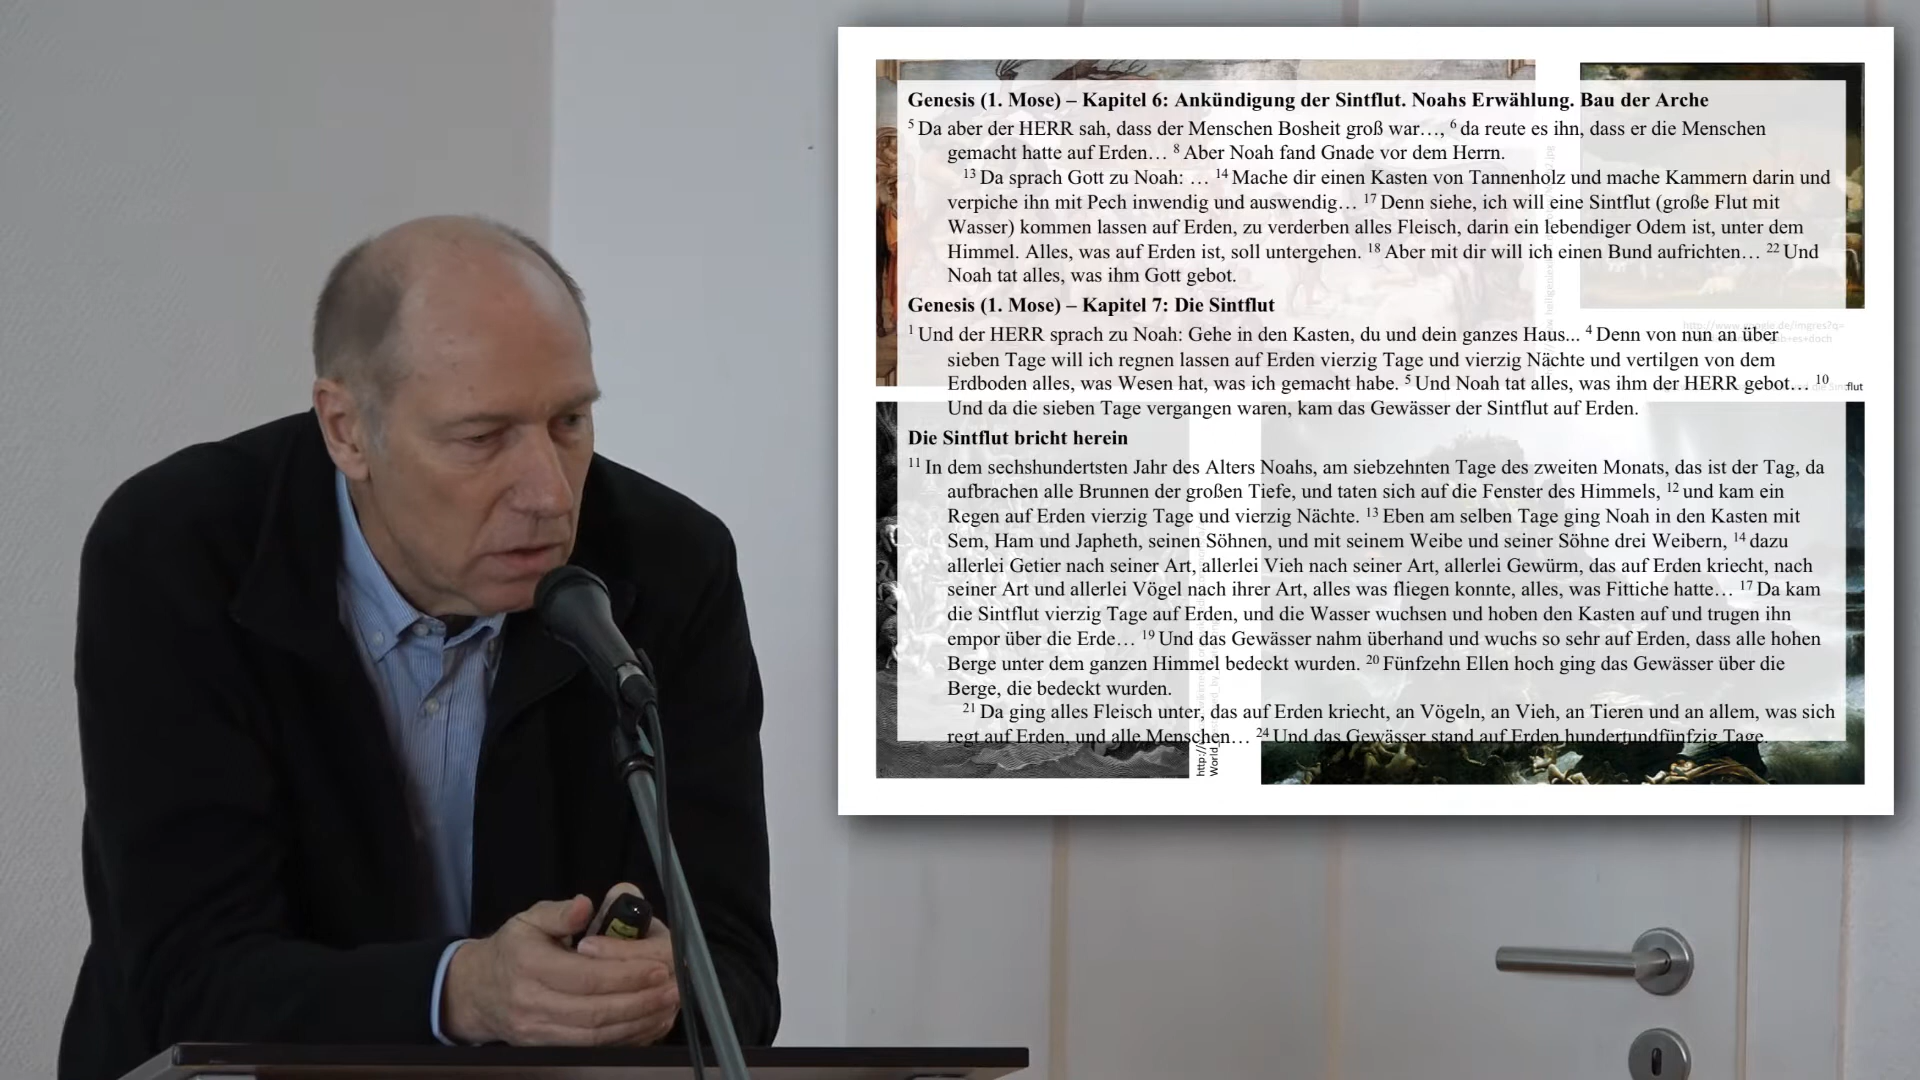 Genesis (1. Mose) – Kapitel 6: Ankündigung der Sintflut. Noahs Erwählung. Bau der Arche
5 Da aber der HERR sah, dass der Menschen Bosheit groß war…, 6 da reute es ihn, dass er die Menschen
gemacht hatte auf Erden… 8 Aber Noah fand Gnade vor dem Herrn.
13 Da sprach Gott zu Noah: … 14 Mache dir einen Kasten von Tannenholz und mache Kammern darin und
verpiche ihn mit Pech inwendig und auswendig… 17 Denn siehe, ich will eine Sintflut (große Flut mit
Wasser) kommen lassen auf Erden, zu verderben alles Fleisch, darin ein lebendiger Odem ist, unter dem
Himmel. Alles, was auf Erden ist, soll untergehen. 18 Aber mit dir will ich einen Bund aufrichten… 22 Und
Noah tat alles, was ihm Gott gebot.
Genesis (1. Mose) – Kapitel 7: Die Sintflut
1 Und der HERR sprach zu Noah: Gehe in den Kasten, du und dein ganzes Haus... 4 Denn von nun an über
sieben Tage will ich regnen lassen auf Erden vierzig Tage und vierzig Nächte und vertilgen von dem
Erdboden alles, was Wesen hat, was ich gemacht habe. 5 Und Noah tat alles, was ihm der HERR gebot… 10
Und da die sieben Tage vergangen waren, kam das Gewässer der Sintflut auf Erden.
Die Sintflut bricht herein
11 In dem sechshundertsten Jahr des Alters Noahs, am siebzehnten Tage des zweiten Monats, das ist der Tag, da
aufbrachen alle Brunnen der großen Tiefe, und taten sich auf die Fenster des Himmels, 12 und kam ein
Regen auf Erden vierzig Tage und vierzig Nächte. 13 Eben am selben Tage ging Noah in den Kasten mit
Sem, Ham und Japheth, seinen Söhnen, und mit seinem Weibe und seiner Söhne drei Weibern, 14 dazu
allerlei Getier nach seiner Art, allerlei Vieh nach seiner Art, allerlei Gewürm, das auf Erden kriecht, nach
seiner Art und allerlei Vögel nach ihrer Art, alles was fliegen konnte, alles, was Fittiche hatte… 17 Da kam
die Sintflut vierzig Tage auf Erden, und die Wasser wuchsen und hoben den Kasten auf und trugen ihn
empor über die Erde… 19 Und das Gewässer nahm überhand und wuchs so sehr auf Erden, dass alle hohen
Berge unter dem ganzen Himmel bedeckt wurden. 20 Fünfzehn Ellen hoch ging das Gewässer über die
Berge, die bedeckt wurden.
21 Da ging alles Fleisch unter, das auf Erden kriecht, an Vögeln, an Vieh, an Tieren und an allem, was sich
regt auf Erden, und alle Menschen… 24 Und das Gewässer stand auf Erden hundertundfünfzig Tage.
flut
http://
World